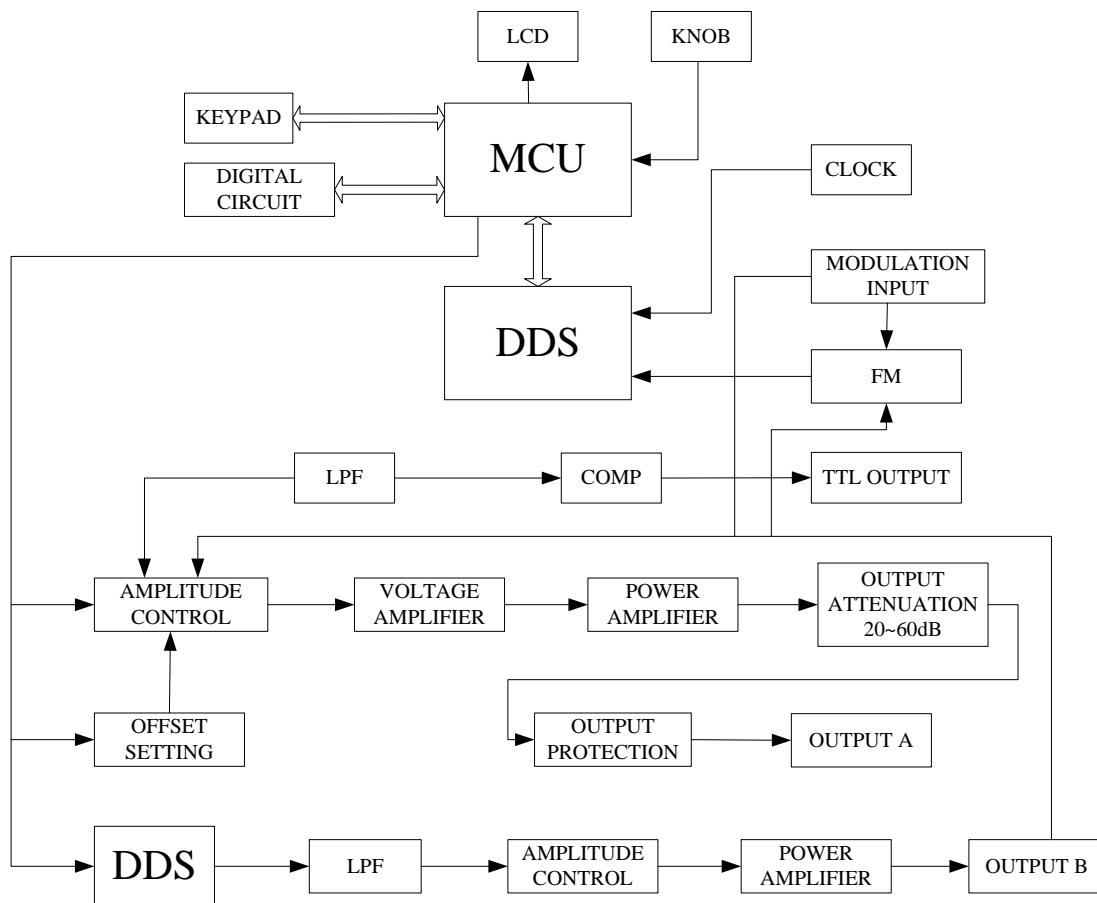 LCD
KNOB
KEYPAD
MCU
DIGITAL
CIRCUIT
CLOCK
MODULATION
INPUT
DDS
FM
LPF
COMP
TTL OUTPUT
AMPLITUDE
CONTROL
VOLTAGE
AMPLIFIER
POWER
AMPLIFIER
OUTPUT
ATTENUATION
20~60dB
OFFSET
SETTING
OUTPUT
PROTECTION
OUTPUT A
DDS
LPF
AMPLITUDE
CONTROL
POWER
AMPLIFIER
OUTPUT B